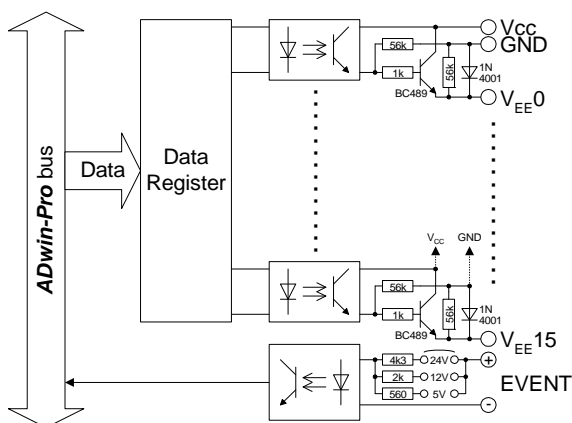 Vcc
GND
56k
1k
BC489
56k
1N
4001
VEE0
ADwin-Pro bus
Data
Data
Register
VCC
GND
56k
1k
BC489
56k
1N
4001
VEE15
4k3
24V
2k
12V
560
5V
+
EVENT
-